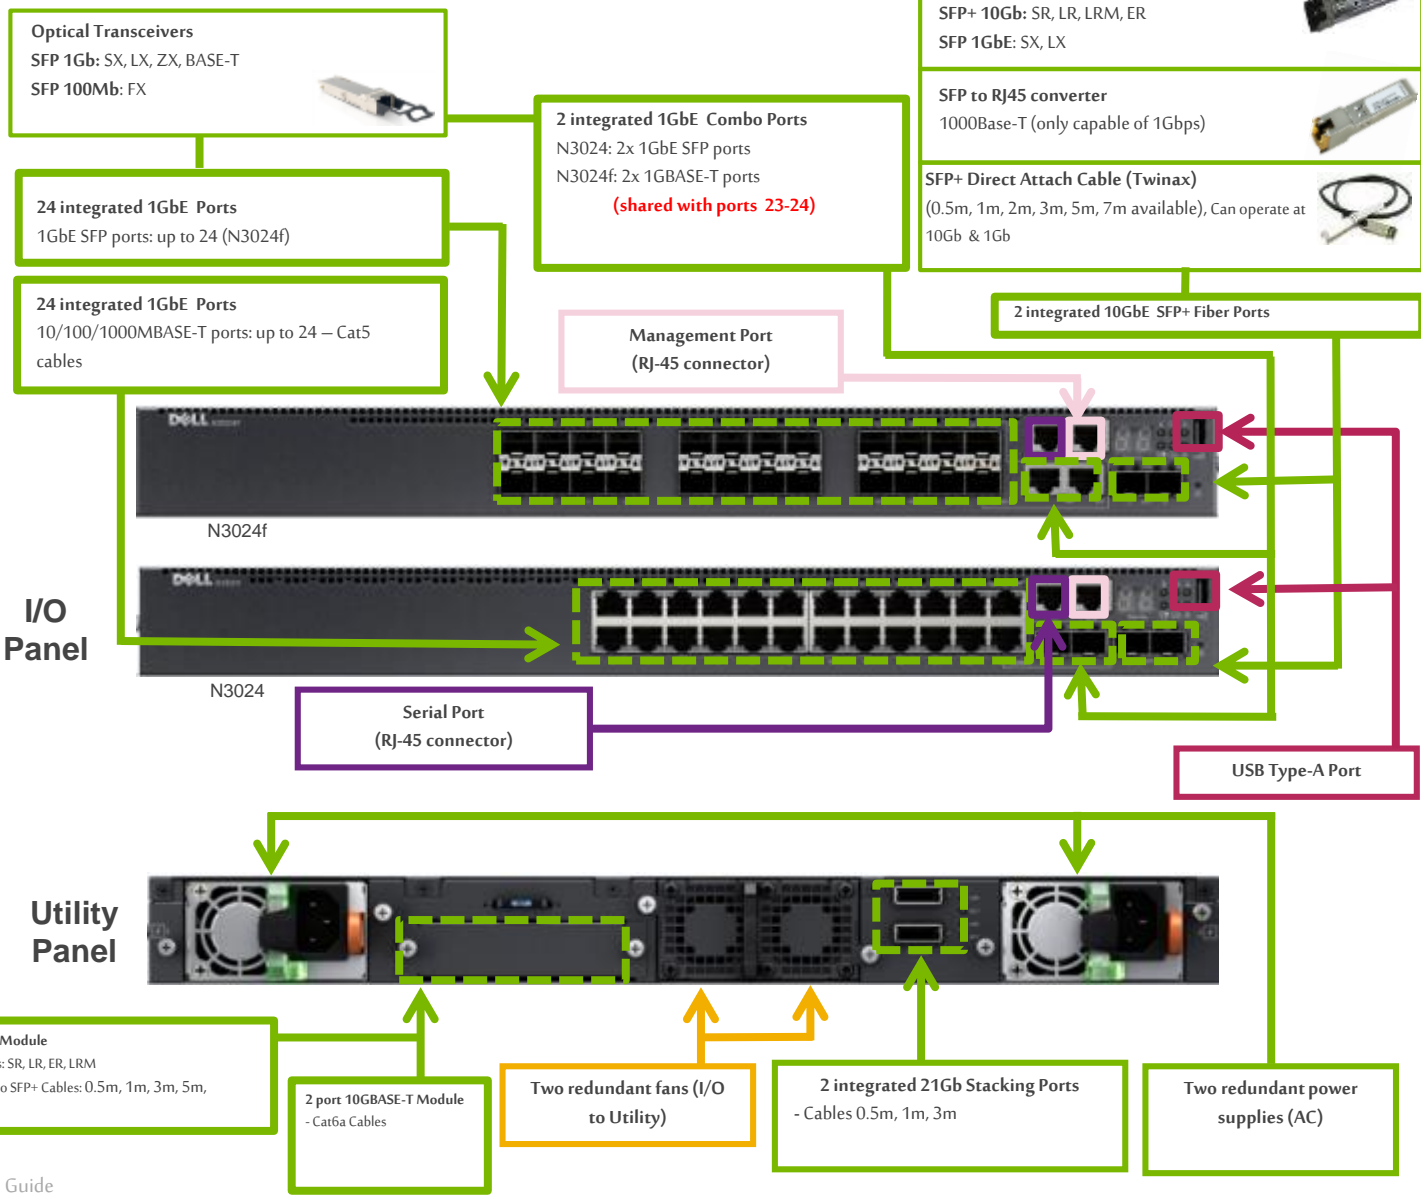 Optical Transceivers
SFP 1Gb: SX, LX, ZX, BASE-T
SFP 100Mb: FX
SFP+ 10Gb: SR, LR, LRM, ER
SFP 1GbE: SX, LX
SFP to RJ45 converter
1000Base-T (only capable of 1Gbps)
SFP+ Direct Attach Cable (Twinax)
(0.5m, 1m, 2m, 3m, 5m, 7m available), Can operate at
10Gb & 1Gb
2 integrated 1GbE Combo Ports
N3024: 2x 1GbE SFP ports
N3024f: 2x 1GBASE-T ports
(shared with ports 23-24)
24 integrated 1GbE Ports
1GbE SFP ports: up to 24 (N3024f)
24 integrated 1GbE Ports
10/100/1000MBASE-T ports: up to 24 – Cat5
cables
2 integrated 10GbE SFP+ Fiber Ports
Management Port
(RJ-45 connector)
DELL
N3024f
DELL
I/O
Panel
N3024
Serial Port
(RJ-45 connector)
USB Type-A Port
Utility
Panel
Module
s: SR, LR, ER, LRM
o SFP+ Cables: 0.5m, 1m, 3m, 5m,
2 port 10GBASE-T Module
- Cat6a Cables
Two redundant fans (I/O
to Utility)
2 integrated 21Gb Stacking Ports
- Cables 0.5m, 1m, 3m
Two redundant power
supplies (AC)
Guide